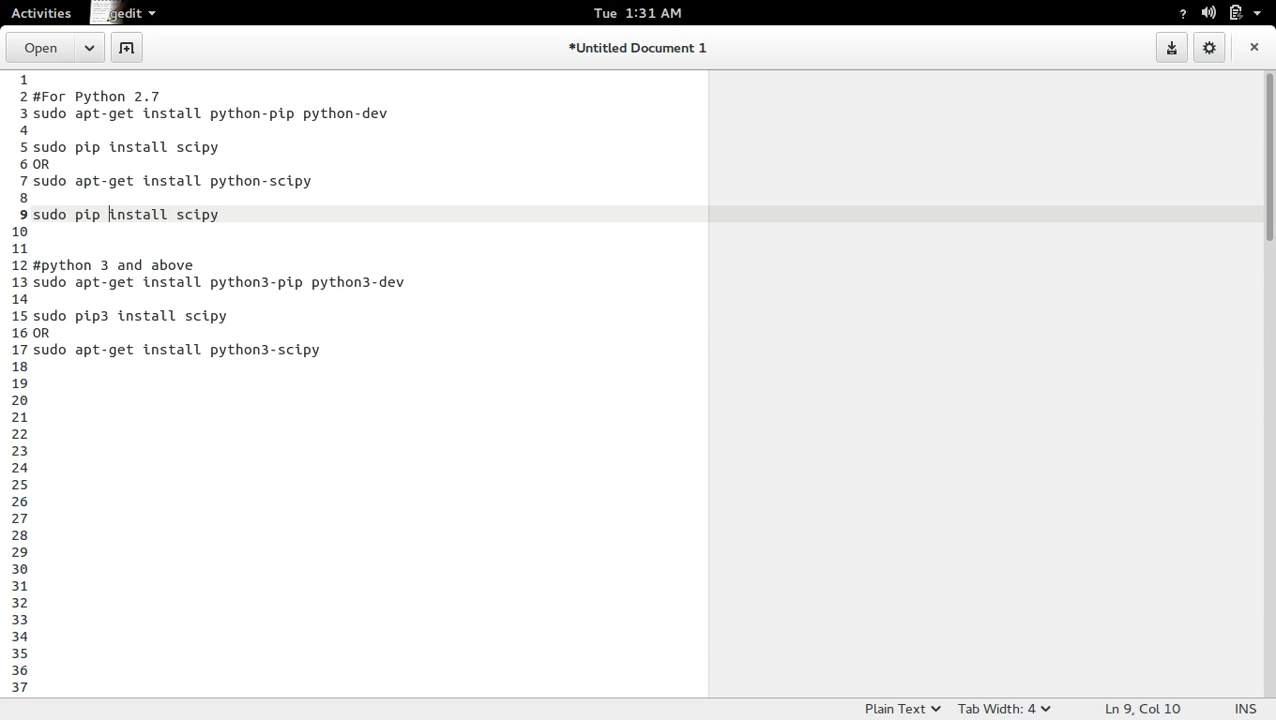 Activities gedit Tue 1:31 AM ?
Open *Untitled Document 1
1
2 #For Python 2.7
3 sudo apt-get install python-pip python-dev
4
5 sudo pip install scipy
6 OR
7 sudo apt-get install python-scipy
8
9 sudo pip install scipy
10
11
12 #python 3 and above
13 sudo apt-get install python3-pip python3-dev
14
15 sudo pip3 install scipy
16 OR
17 sudo apt-get install python3-scipy
18
19
20
21
22
23
24
25
26
27
28
29
30
31
32
33
34
35
36
37
Plain Text Tab Width: 4 Ln 9, Col 10 INS